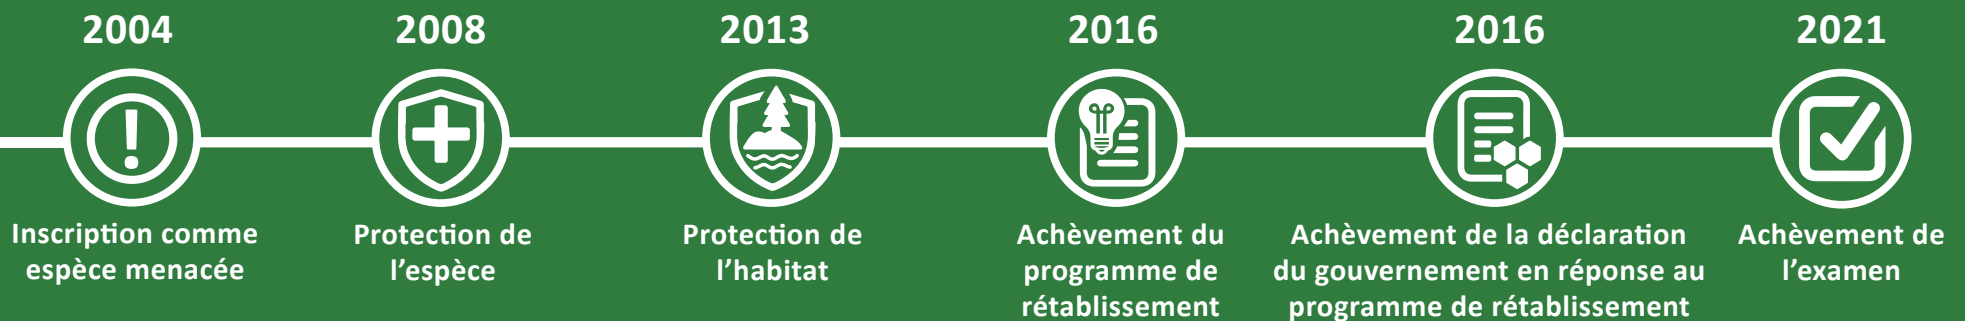 2004
Inscription comme
espèce menacée
2008
Protection de
l’espèce
2013
Protection de
l’habitat
2016
Achèvement du
programme de
rétablissement
2016
Achèvement de la déclaration
du gouvernement en réponse au
programme de rétablissement
2021
Achèvement de
l’examen